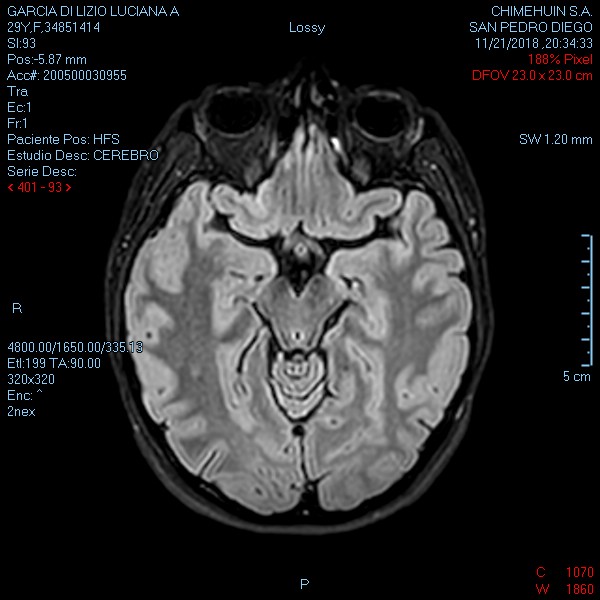 GARCIA DI LIZIO LUCIANA A
29Y,F,34851414
SI:93
Pos:-5.87 mm
Acc#: 200500030955
Tra
Ec:1
Fr:1
Paciente Pos: HFS
Estudio Desc: CEREBRO
Serie Desc:
< 401 - 93 >
Lossy
CHIMEHUIN S.A.
SAN PEDRO DIEGO
11/21/2018 ,20:34:33
188% Pixel
DFOV 23.0 x 23.0 cm
SW 1.20 mm
R
4800.00/1650.00/335.13
Etl:199 TA:90.00
320x320
Enc: ^
2nex
5 cm
P
C 1070
W 1860